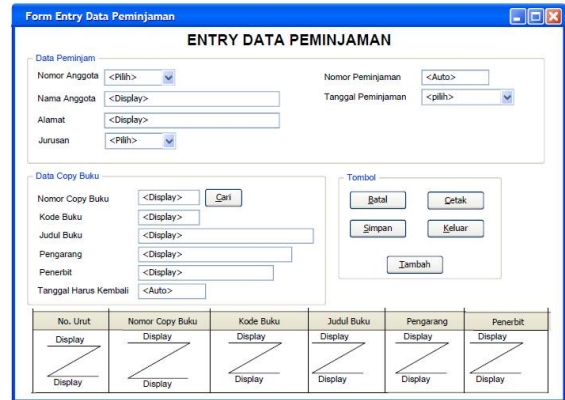 Form Entry Data Peminjaman
ENTRY DATA PEMINJAMAN
Data Peminjam
Nomor Anggota <Pilih> Nomor Peminjaman <Auto>
Nama Anggota <Display> Tanggal Peminjaman <pilih>
Alamat <Display>
Jurusan <Pilih>
Data Copy Buku
Nomor Copy Buku <Display> Cari
Kode Buku <Display>
Judul Buku <Display>
Pengarang <Display>
Penerbit <Display>
Tanggal Harus Kembali <Auto>
Tombol
Batal Cetak
Simpan Keluar
Tambah
No. Urut Nomor Copy Buku Kode Buku Judul Buku Pengarang Penerbit
Display Display Display Display Display Display
Display Display Display Display Display Display